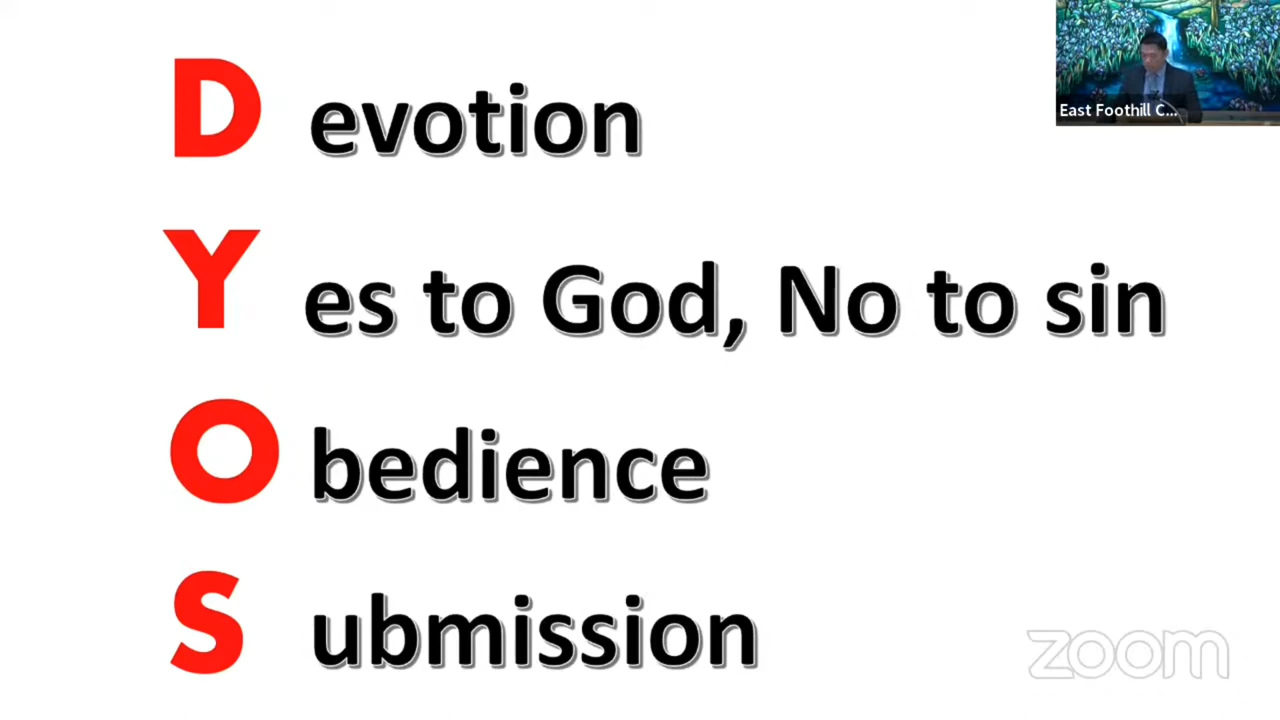 Devotion
Yes to God, No to sin
Obedience
Submission
East Foothill C...
zoom